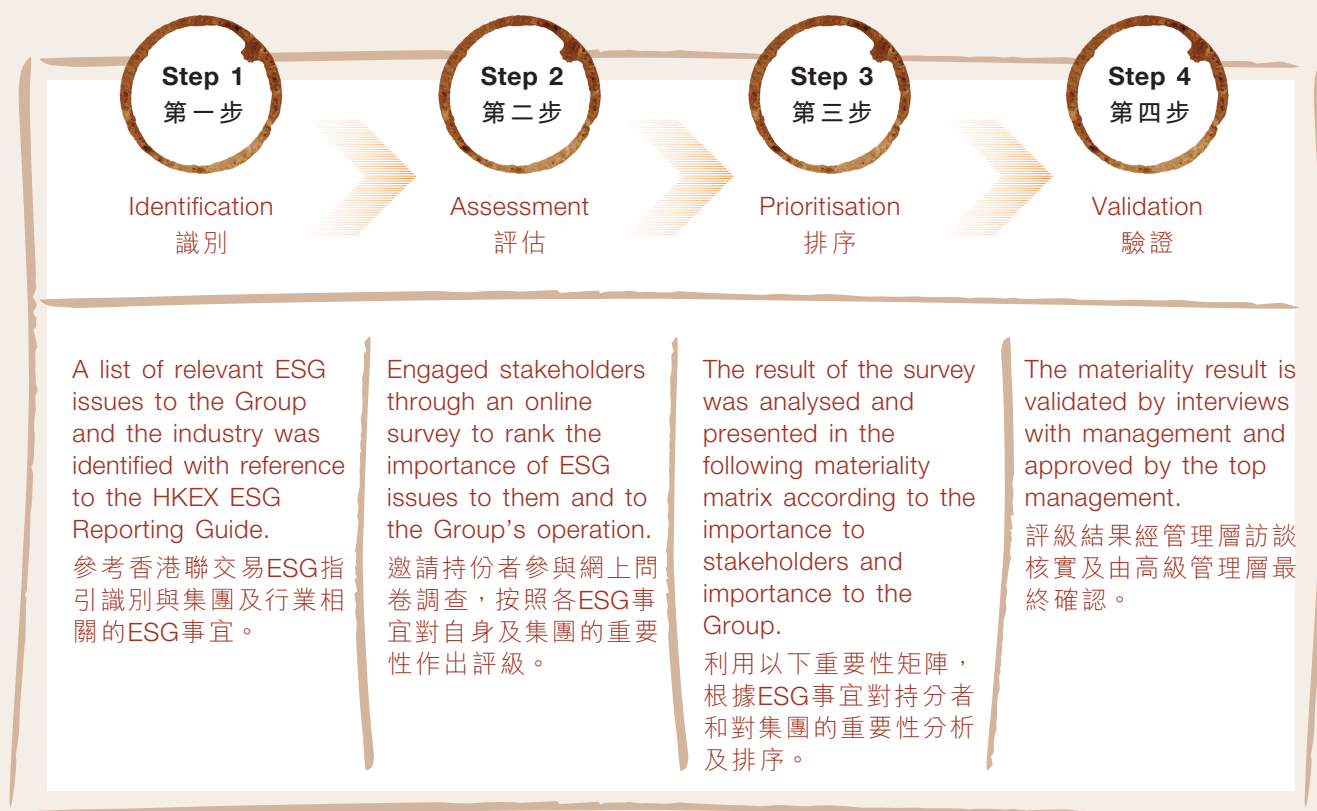 Step 1
第一步
Identification
識別
A list of relevant ESG
issues to the Group
and the industry was
identified with reference
to the HKEX ESG
Reporting Guide.
參考香港聯交易ESG指
引識別與集團及行業相
關的ESG事宜。
Step 2
第二步
Assessment
評估
Engaged stakeholders
through an online
survey to rank the
importance of ESG
issues to them and to
the Group's operation.
邀請持份者參與網上問
卷調查，按照各ESG事
宜對自身及集團的重要
性作出評級。
Step 3
第三步
Prioritisation
排序
The result of the survey
was analysed and
presented in the
following materiality
matrix according to the
importance to
stakeholders and
importance to the
Group.
利用以下重要性矩陣，
根據ESG事宜對持分者
和對集團的重要性分析
及排序。
Step 4
第四步
Validation
驗證
The materiality result is
validated by interviews
with management and
approved by the top
management.
評級結果經管理層訪談
核實及由高級管理層最
終確認。